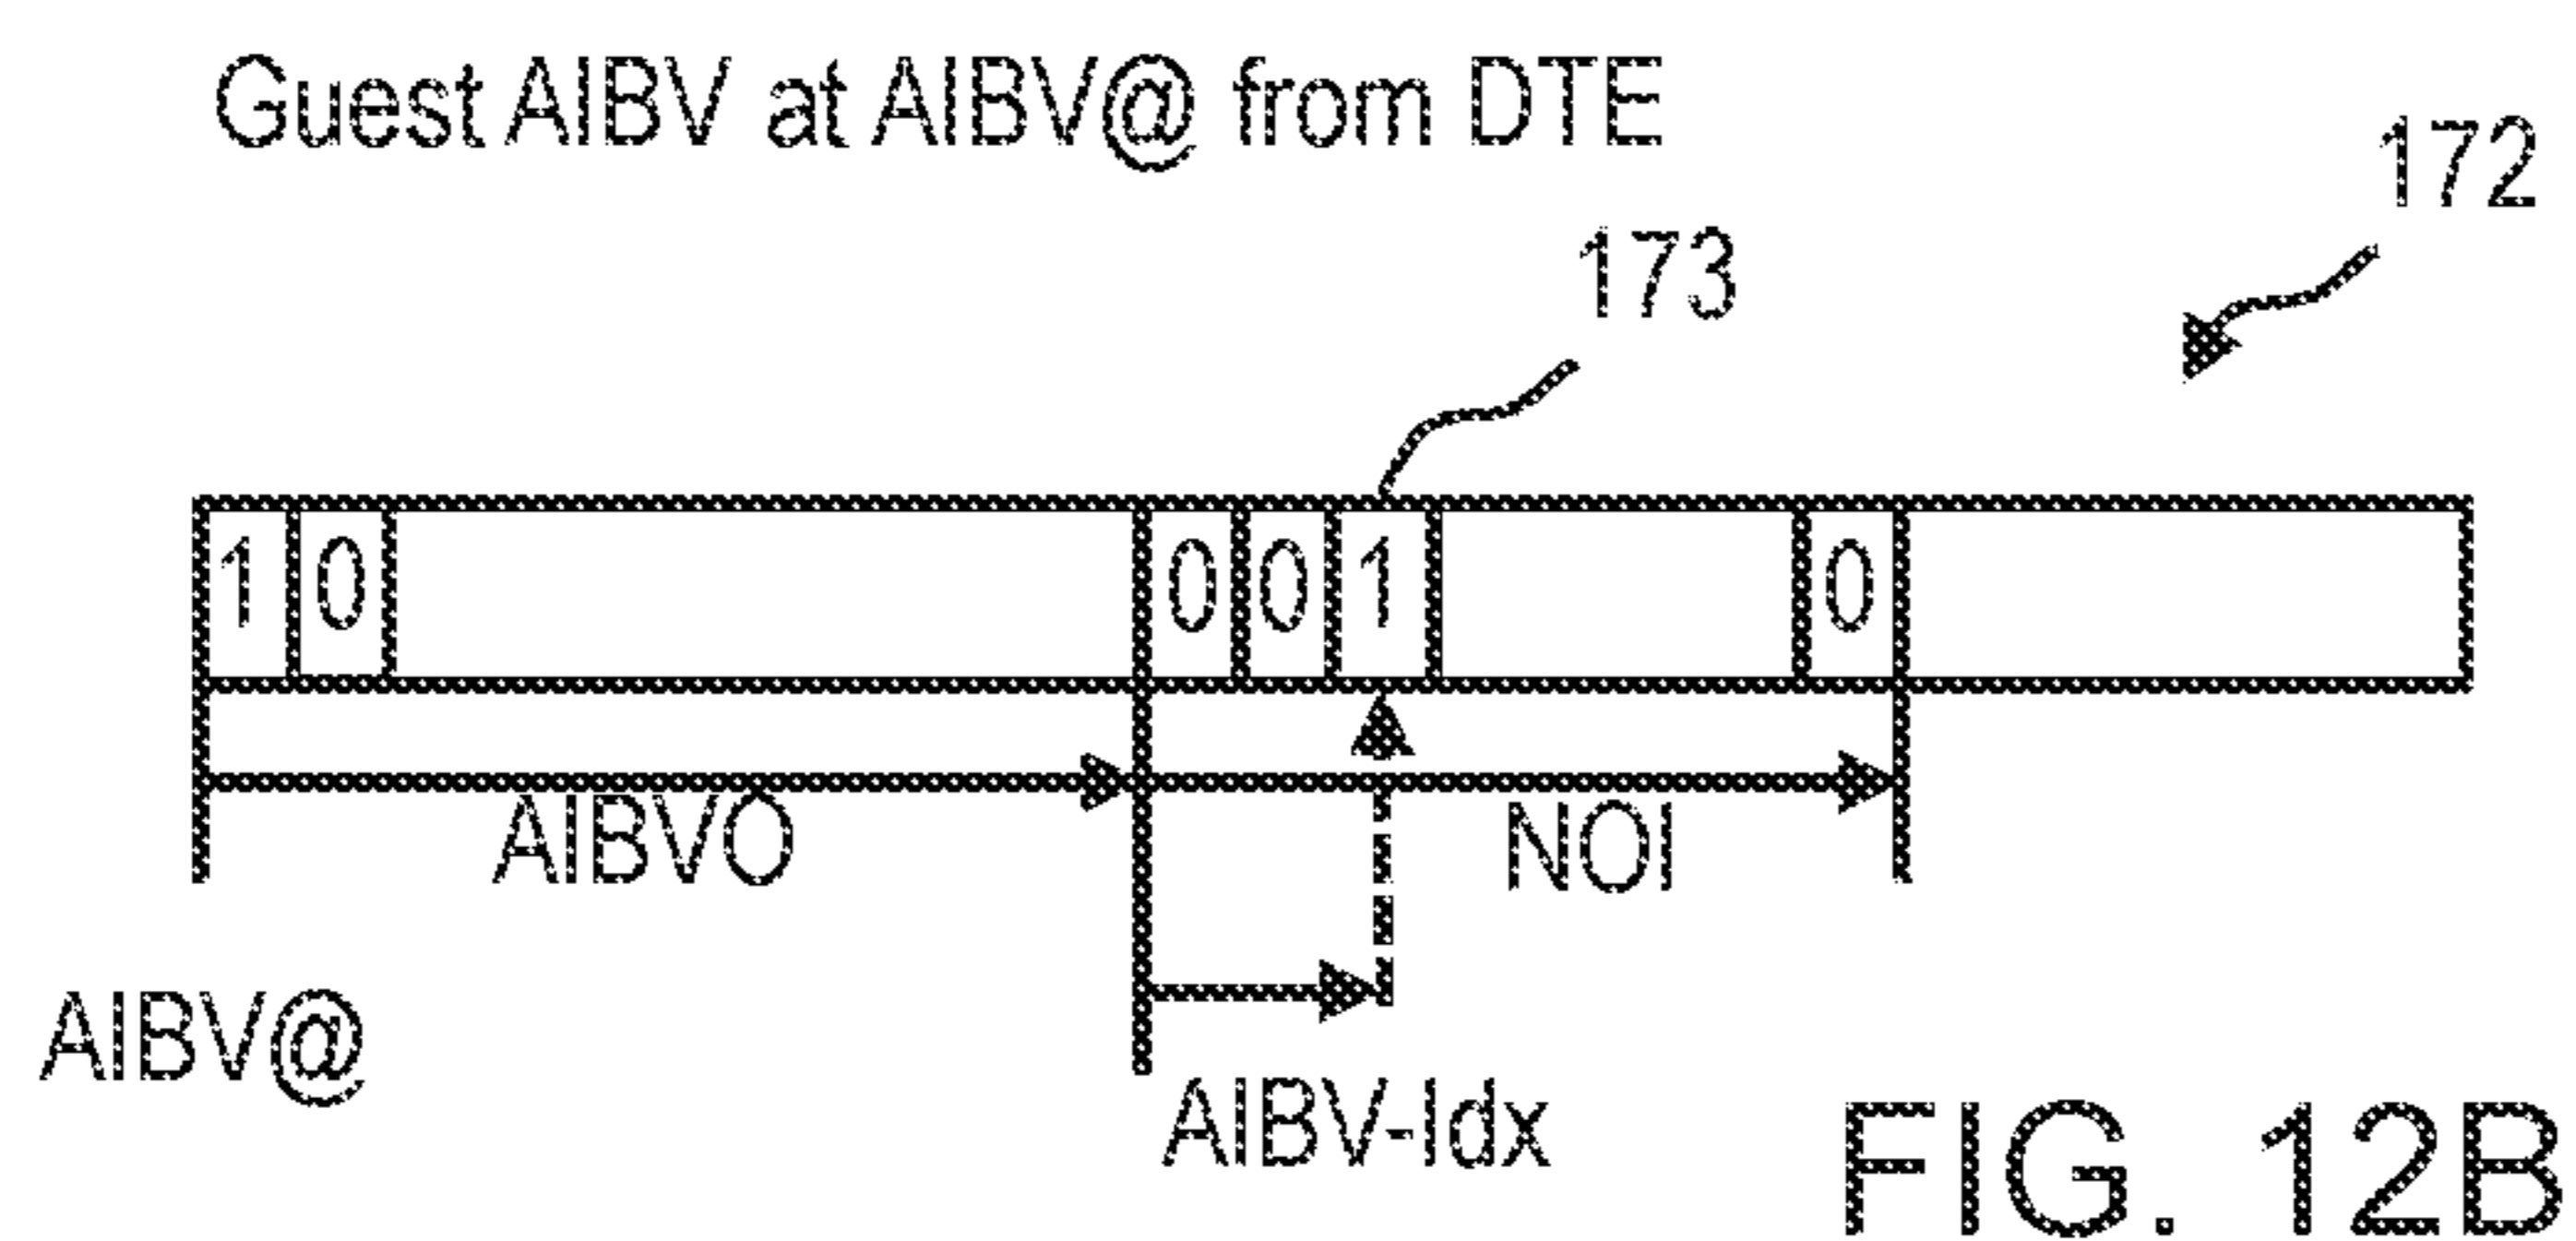 Guest AIBV at AIBV@ from DTE
172
173
1 0 0 0 1 0
AIBVO NOI
AIBV@
AIBV-Idx
FIG. 12B